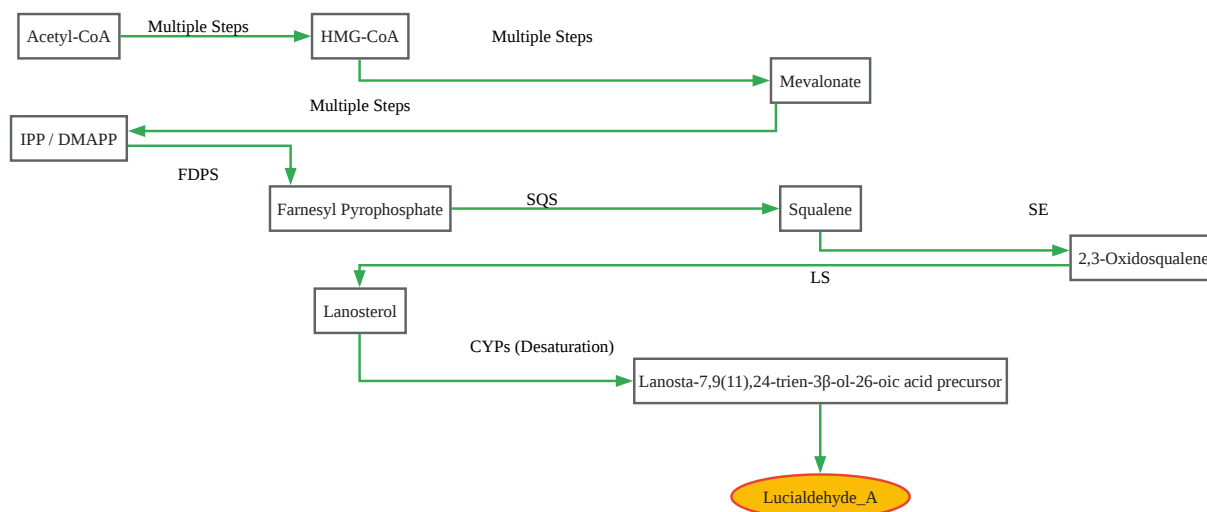 Acetyl-CoA
Multiple Steps
HMG-CoA
Multiple Steps
Mevalonate
Multiple Steps
IPP / DMAPP
FDPS
Farnesyl Pyrophosphate
SQS
Squalene
SE
2,3-Oxidosqualene
LS
Lanosterol
CYPs (Desaturation)
Lanosta-7,9(11),24-trien-3β-ol-26-oic acid precursor
Lucialdehyde_A